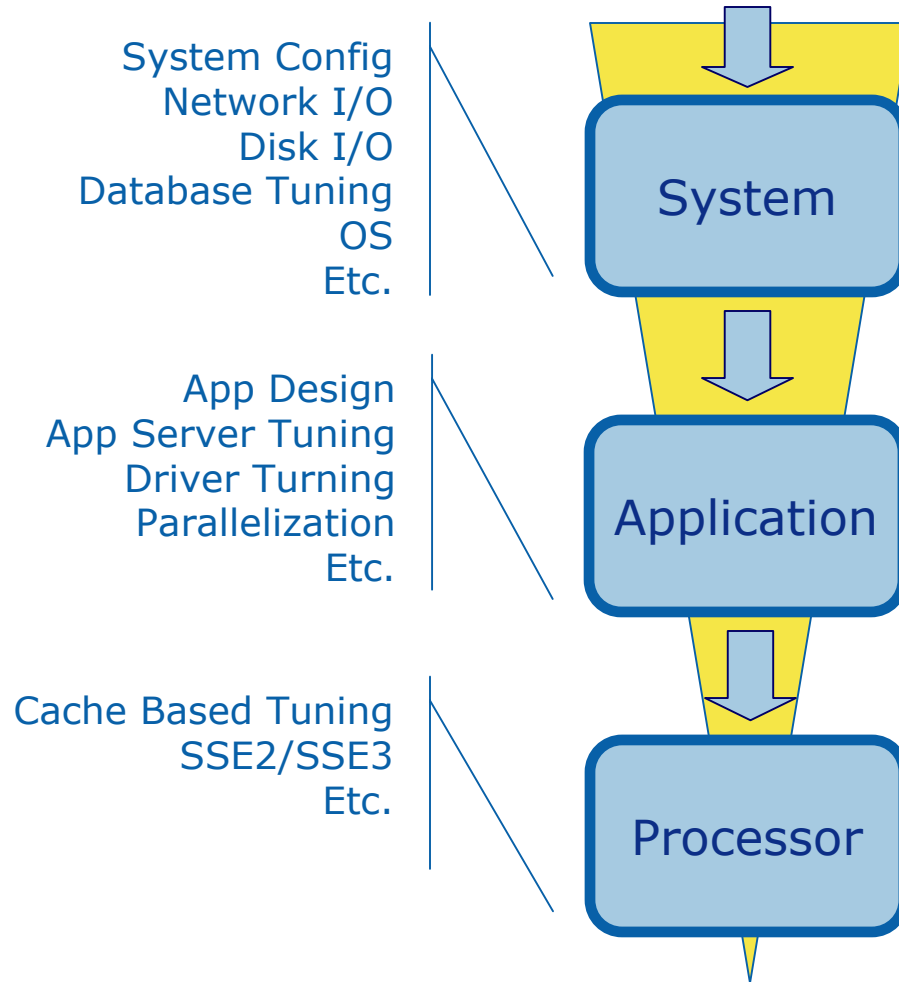 System Config
Network I/O
Disk I/O
Database Tuning
OS
Etc.
System
App Design
App Server Tuning
Driver Turning
Parallelization
Etc.
Application
Cache Based Tuning
SSE2/SSE3
Etc.
Processor